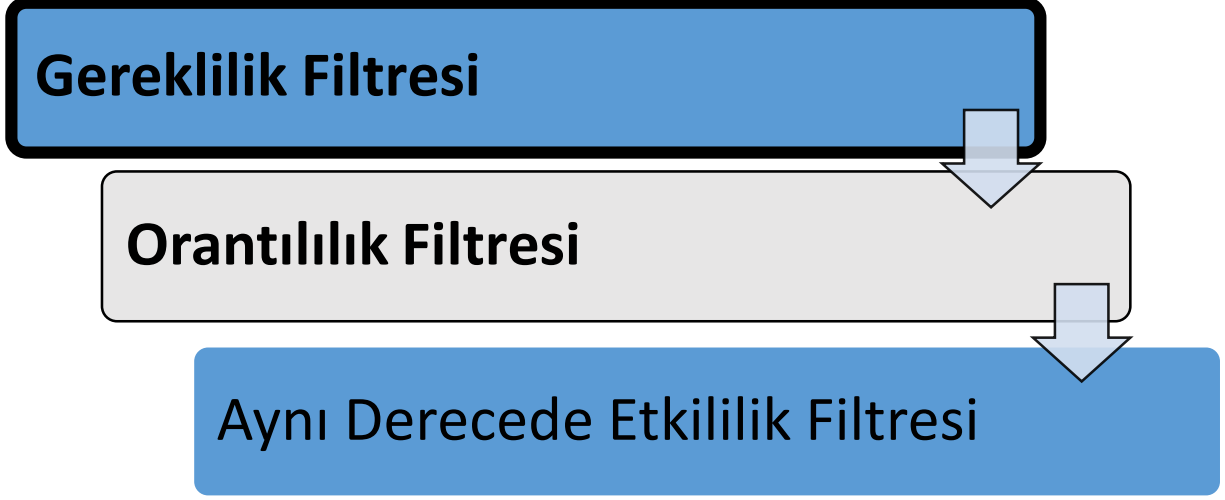 Gereklilik Filtresi
Orantılılık Filtresi
Aynı Derecede Etkililik Filtresi